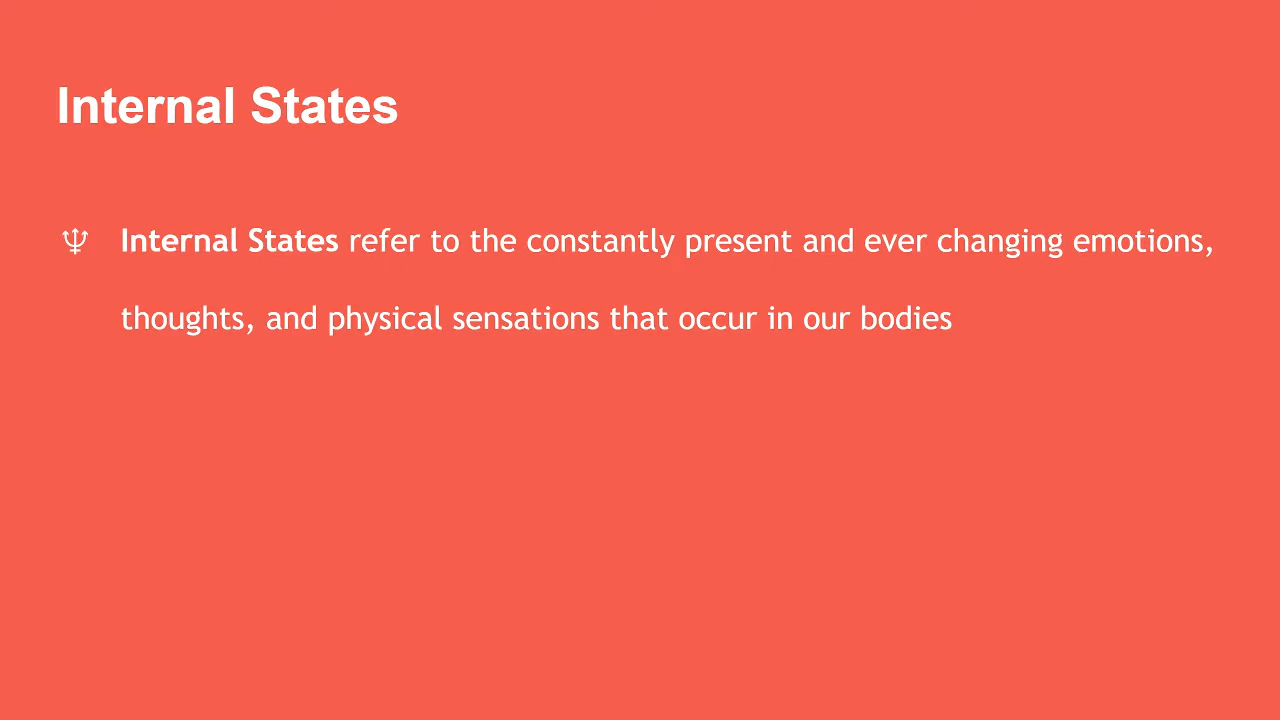 Internal States
♆ Internal States refer to the constantly present and ever changing emotions,
thoughts, and physical sensations that occur in our bodies